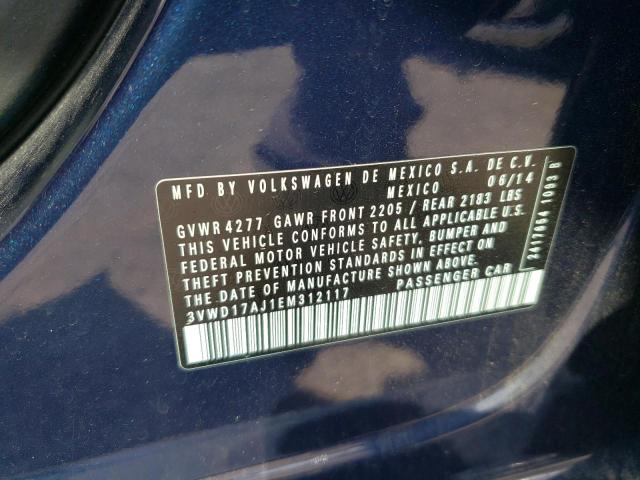 MFD BY VOLKSWAGEN DE MEXICO S.A. DE C.V.
MEXICO 06/14
GVWR 4277 GAWR FRONT 2205 / REAR 2183 LBS
THIS VEHICLE CONFORMS TO ALL APPLICABLE U.S.
FEDERAL MOTOR VEHICLE SAFETY, BUMPER AND
THEFT PREVENTION STANDARDS IN EFFECT ON
THE DATE OF MANUFACTURE SHOWN ABOVE.
3VWD17AJ1EM312117 PASSENGER CAR